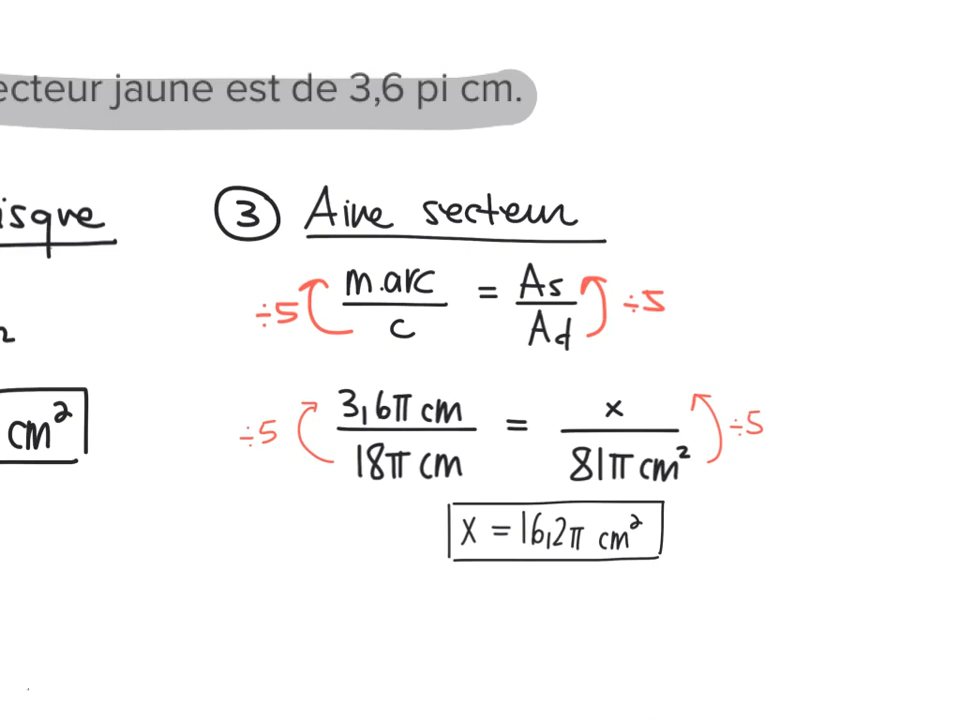 ecteur jaune est de 3,6 pi cm.
isque
③ Aire secteur
÷5 m.arc/c = As/Ad ÷5
2
÷5 3,6π cm/18π cm = x/81π cm² ÷5
cm²
x = 16,2π cm²